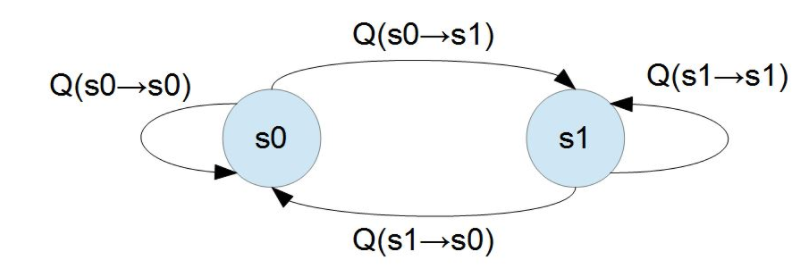 Q(s0→s1)
Q(s0→s0)
Q(s1→s1)
s0
s1
Q(s1→s0)